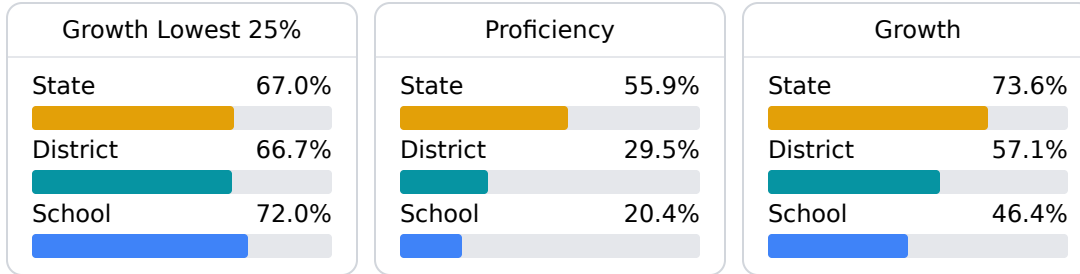 Growth Lowest 25%
State 67.0%
District 66.7%
School 72.0%
Proficiency
State 55.9%
District 29.5%
School 20.4%
Growth
State 73.6%
District 57.1%
School 46.4%